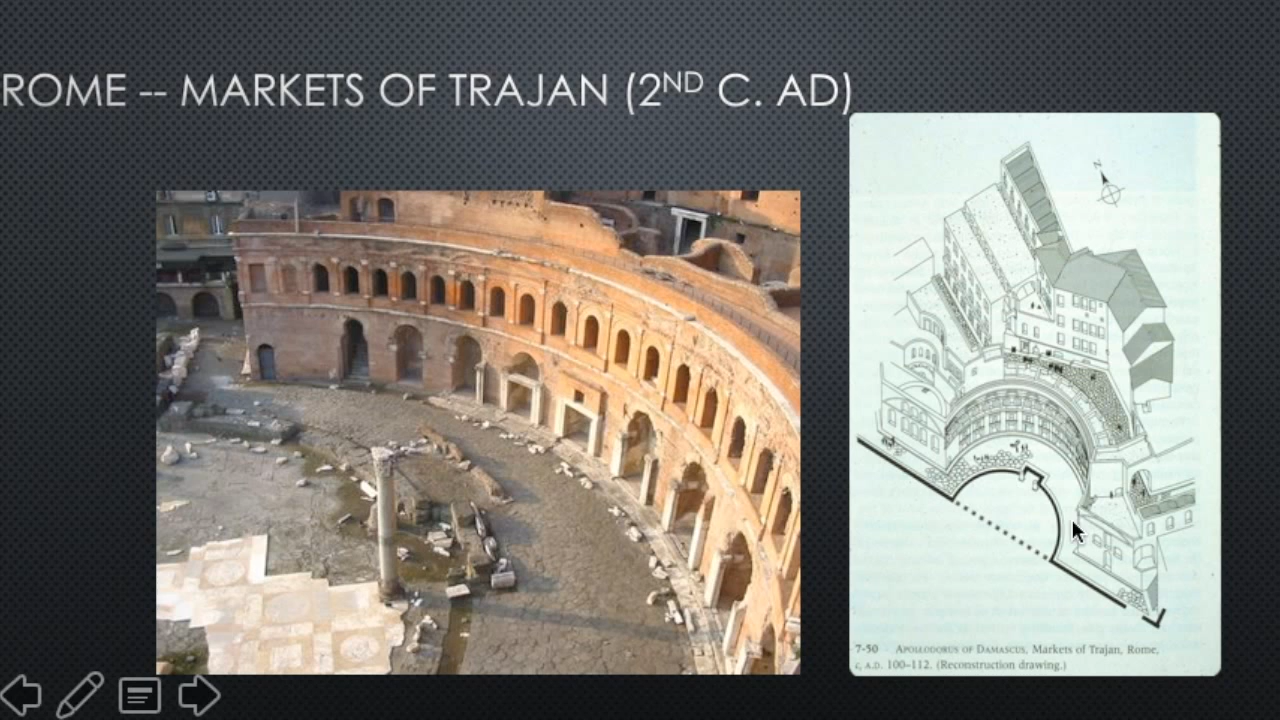 ROME -- MARKETS OF TRAJAN (2ND C. AD)
N
7-50 APOLLODORUS OF DAMASCUS, Markets of Trajan, Rome,
c. A.D. 100–112. (Reconstruction drawing.)